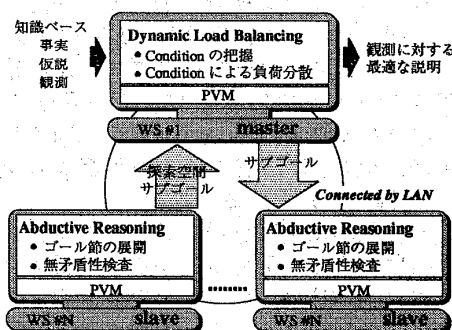 知識ベース
事実
仮説
観測
Dynamic Load Balancing
• Condition の把握
• Condition による負荷分散
PVM
WS #1 master
観測に対する
最適な説明
探索空間
サブゴール
サブゴール
Connected by LAN
Abductive Reasoning
• ゴール節の展開
• 無矛盾性検査
PVM
WS #N slave
........
Abductive Reasoning
• ゴール節の展開
• 無矛盾性検査
PVM
WS #N slave